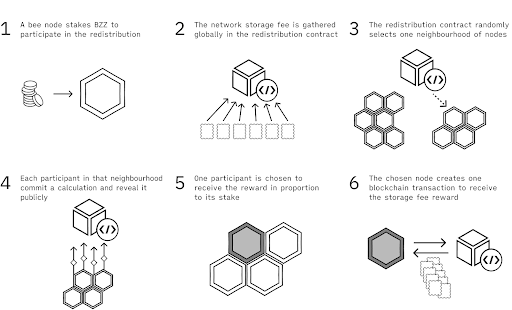 1
A bee node stakes BZZ to
participate in the redistribution
2
The network storage fee is gathered
globally in the redistribution contract
</>
3
The redistribution contract randomly
selects one neighbourhood of nodes
</>
4
Each participant in that neighbourhood
commit a calculation and reveal it
publicly
</>
5
One participant is chosen to
receive the reward in proportion
to its stake
6
The chosen node creates one
blockchain transaction to receive
the storage fee reward
</>